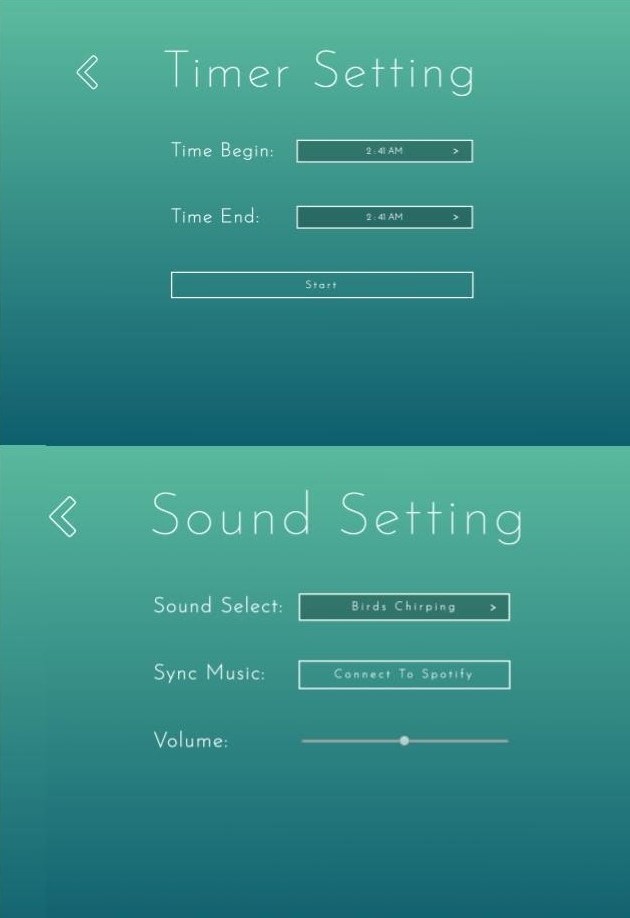 Timer Setting
Time Begin: 2:41 AM >
Time End: 2:41 AM >
Start
Sound Setting
Sound Select: Birds Chirping >
Sync Music: Connect To Spotify
Volume: